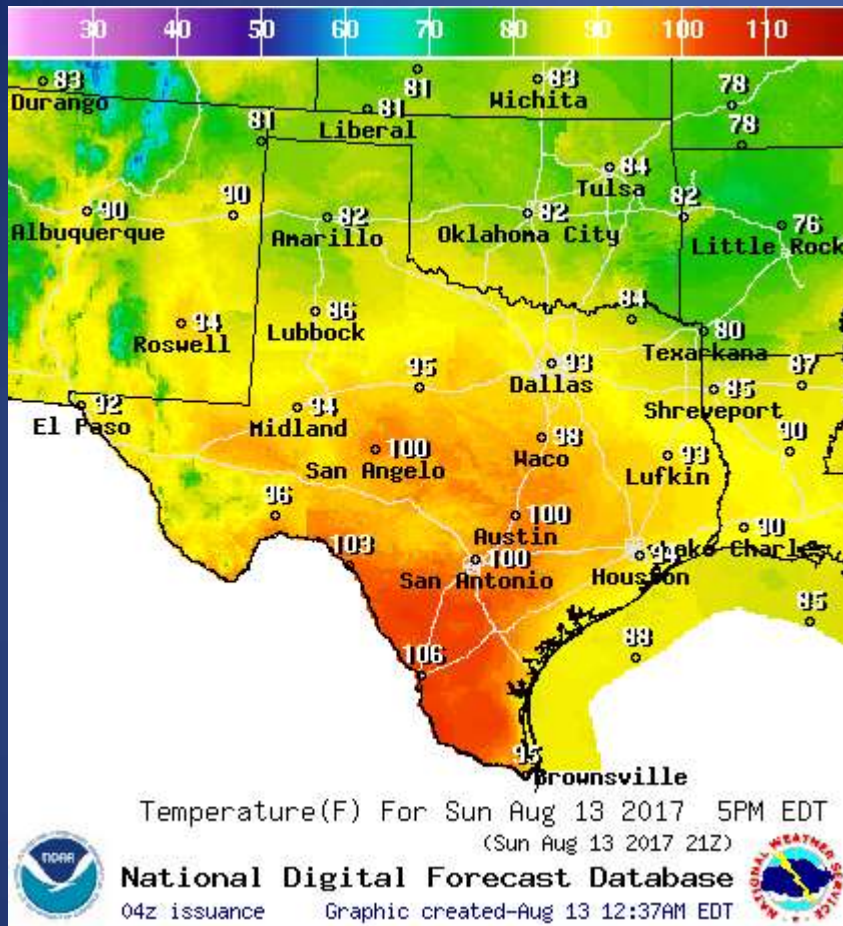 30 40 50 60 70 80 90 100 110
83
Durango
81
81
Liberal
83
Wichita
78
78
81
84
Tulsa
90
Albuquerque
90
82
Amarillo
82
Oklahoma City
82
76
Little Rock
94
Roswell
86
Lubbock
84
80
Texarkana
92
El Paso
94
Midland
95
93
Dallas
85
Shreveport
87
100
San Angelo
98
Waco
93
Lufkin
90
96
100
Austin
90
Lake Charles
103
100
San Antonio
94
Houston
106
88
85
95
Brownsville
Temperature(F) For Sun Aug 13 2017 5PM EDT
(Sun Aug 13 2017 21Z)
NOAA
National Digital Forecast Database
04z issuance Graphic created-Aug 13 12:37AM EDT
NATIONAL WEATHER SERVICE